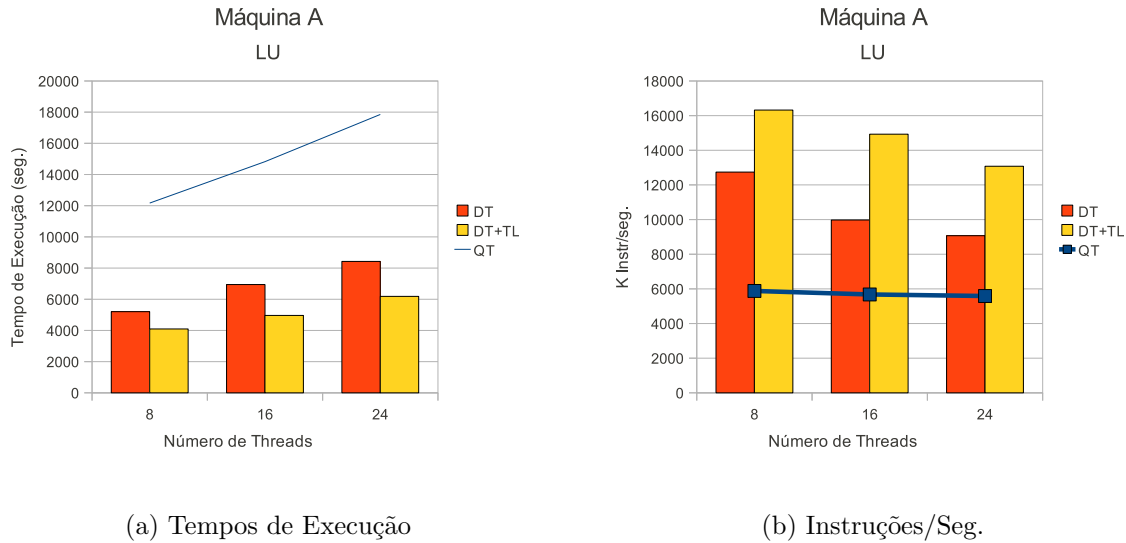 Máquina A
LU
Tempo de Execução (seg.)
20000
18000
16000
14000
12000
10000
8000
6000
4000
2000
0
8
16
24
Número de Threads
DT
DT+TL
QT
(a) Tempos de Execução
Máquina A
LU
K Instr/seg.
18000
16000
14000
12000
10000
8000
6000
4000
2000
0
8
16
24
Número de Threads
DT
DT+TL
QT
(b) Instruções/Seg.